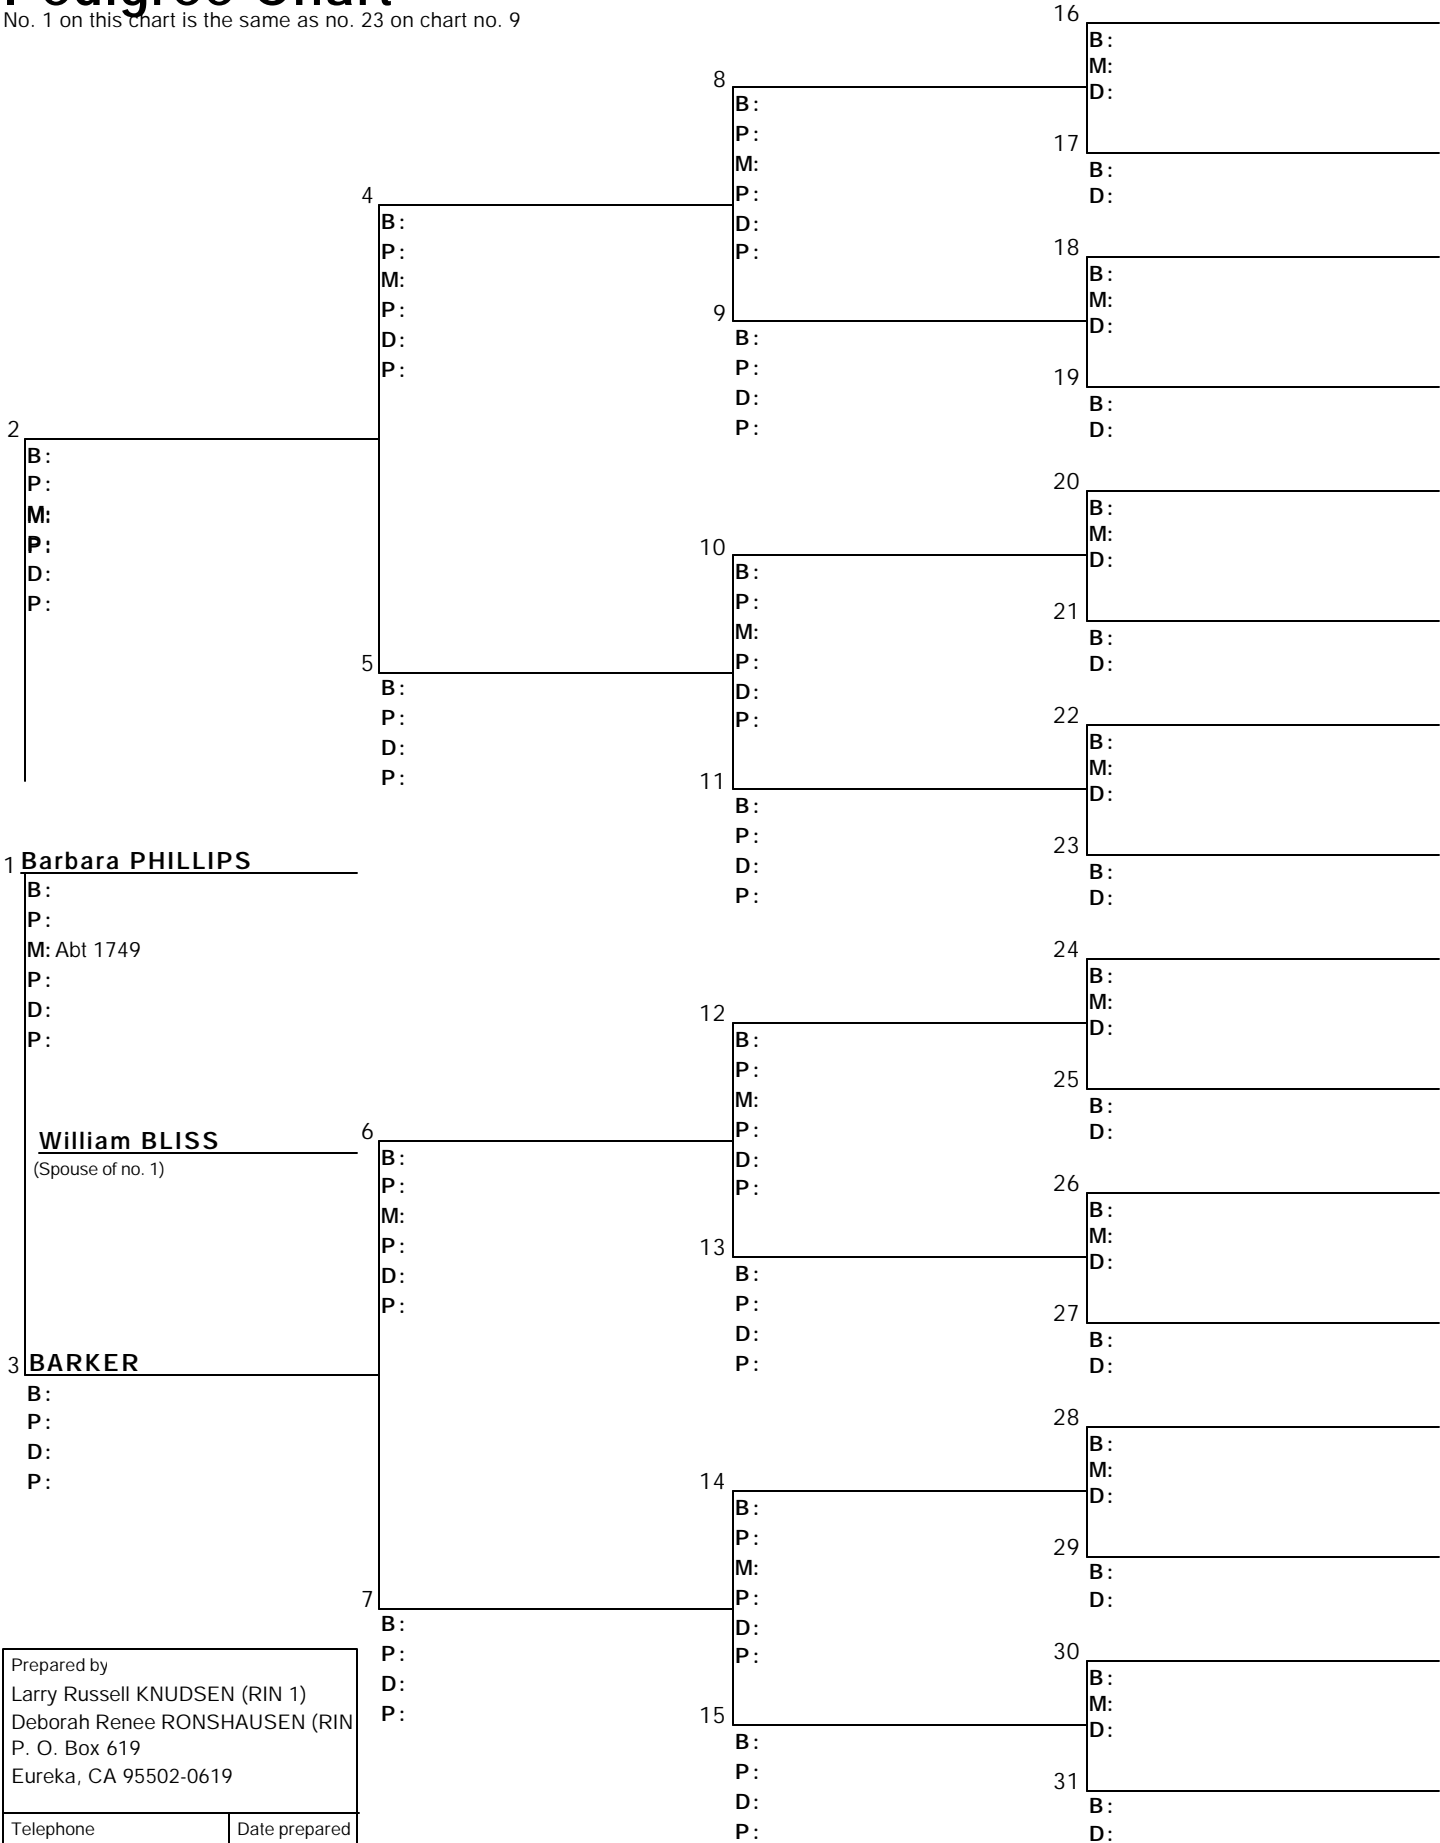 Pedigree Chart
No. 1 on this chart is the same as no. 23 on chart no. 9
2
B:
P:
M:
P:
D:
P:
1 Barbara PHILLIPS
B:
P:
M: Abt 1749
P:
D:
P:
William BLISS
(Spouse of no. 1)
3 BARKER
B:
P:
D:
P:
4
B:
P:
M:
P:
D:
P:
5
B:
P:
D:
P:
6
B:
P:
M:
P:
D:
P:
7
B:
P:
D:
P:
8
B:
P:
M:
P:
D:
P:
9
B:
P:
D:
P:
10
B:
P:
M:
P:
D:
P:
11
B:
P:
D:
P:
12
B:
P:
M:
P:
D:
P:
13
B:
P:
D:
P:
14
B:
P:
M:
P:
D:
P:
15
B:
P:
D:
P:
16
B:
M:
D:
17
B:
D:
18
B:
M:
D:
19
B:
D:
20
B:
M:
D:
21
B:
D:
22
B:
M:
D:
23
B:
D:
24
B:
M:
D:
25
B:
D:
26
B:
M:
D:
27
B:
D:
28
B:
M:
D:
29
B:
D:
30
B:
M:
D:
31
B:
D:
Prepared by
Larry Russell KNUDSEN (RIN 1)
Deborah Renee RONSHAUSEN (RIN
P. O. Box 619
Eureka, CA 95502-0619
Telephone
Date prepared